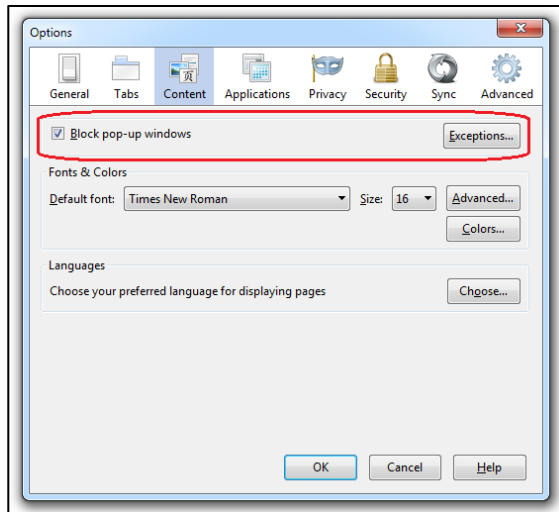 Options
General Tabs Content Applications Privacy Security Sync Advanced
Block pop-up windows Exceptions...
Fonts & Colors
Default font: Times New Roman Size: 16 Advanced...
Colors...
Languages
Choose your preferred language for displaying pages Choose...
OK Cancel Help